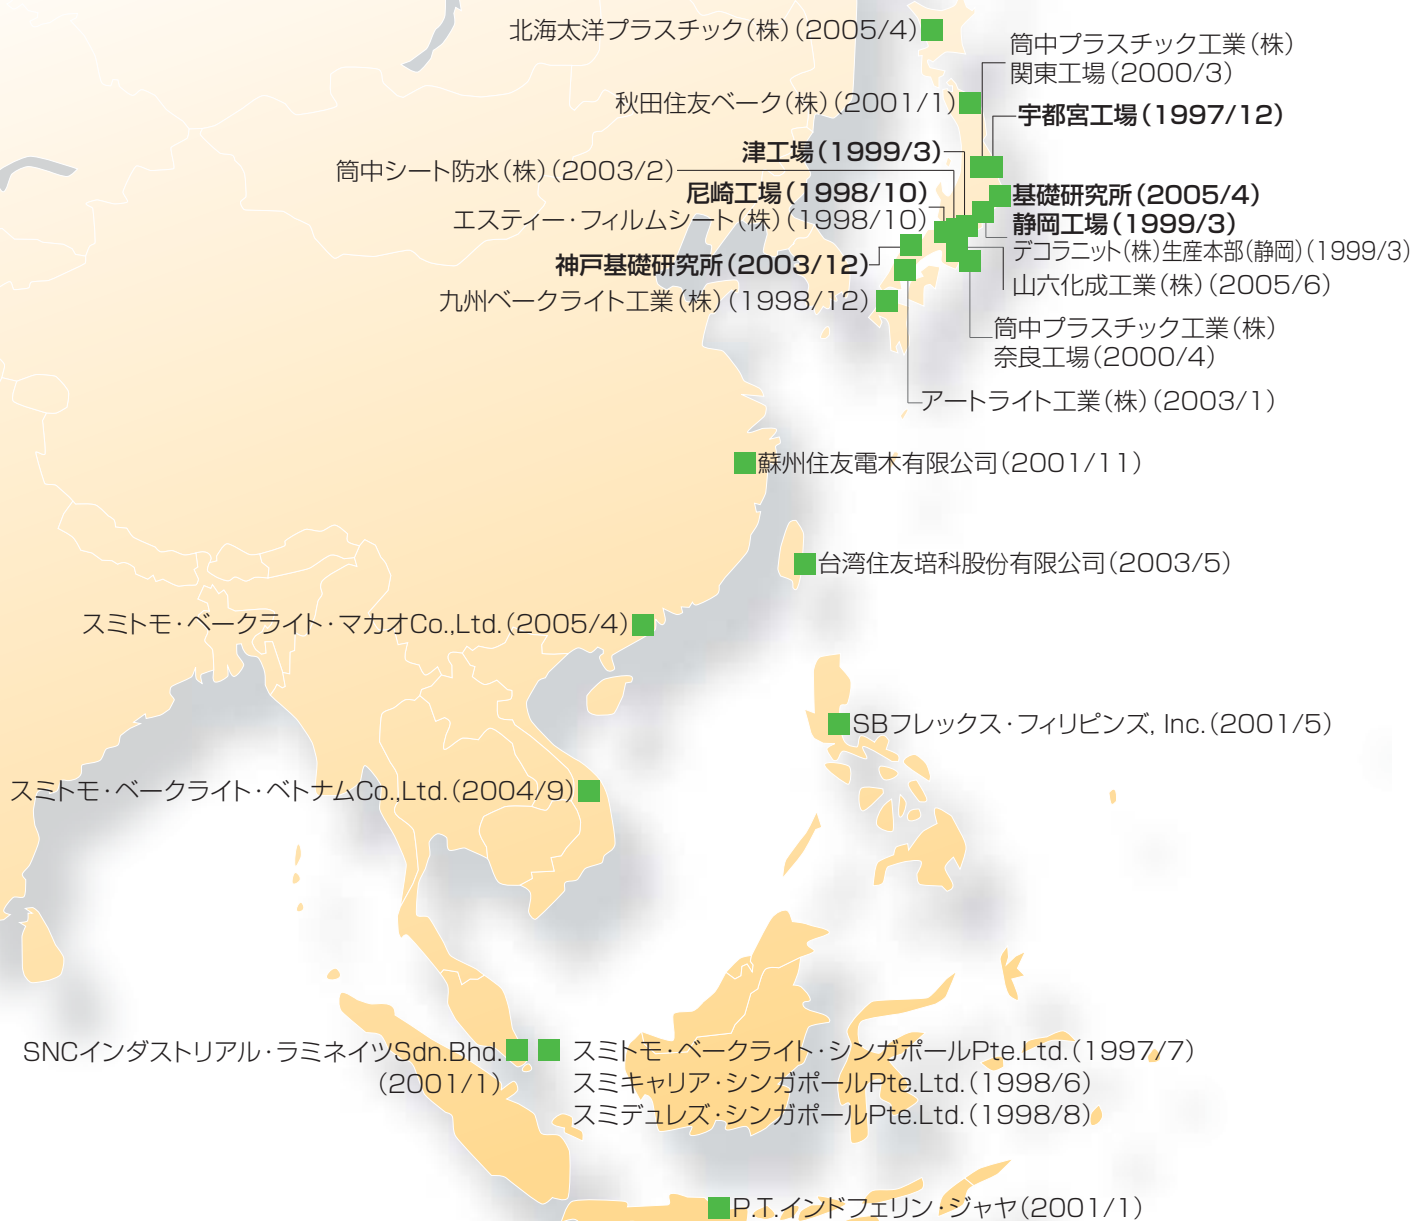 北海太洋プラスチック(株)(2005/4)
筒中プラスチック工業(株)
関東工場(2000/3)
秋田住友ベーク(株)(2001/1)
宇都宮工場(1997/12)
津工場(1999/3)
筒中シート防水(株)(2003/2)
尼崎工場(1998/10)
基礎研究所(2005/4)
エスティー・フィルムシート(株)(1998/10)
静岡工場(1999/3)
デコラニット(株)生産本部(静岡)(1999/3)
神戸基礎研究所(2003/12)
山六化成工業(株)(2005/6)
九州ベークライト工業(株)(1998/12)
筒中プラスチック工業(株)
奈良工場(2000/4)
アートライト工業(株)(2003/1)
蘇州住友電木有限公司(2001/11)
台湾住友培科股份有限公司(2003/5)
スミトモ・ベークライト・マカオCo.,Ltd.(2005/4)
SBフレックス・フィリピンズ, Inc.(2001/5)
スミトモ・ベークライト・ベトナムCo.,Ltd.(2004/9)
SNCインダストリアル・ラミネイツSdn.Bhd.
(2001/1)
スミトモ・ベークライト・シンガポールPte.Ltd.(1997/7)
スミキャリア・シンガポールPte.Ltd.(1998/6)
スミデュレズ・シンガポールPte.Ltd.(1998/8)
P.T.インドフェリン・ジャヤ(2001/1)